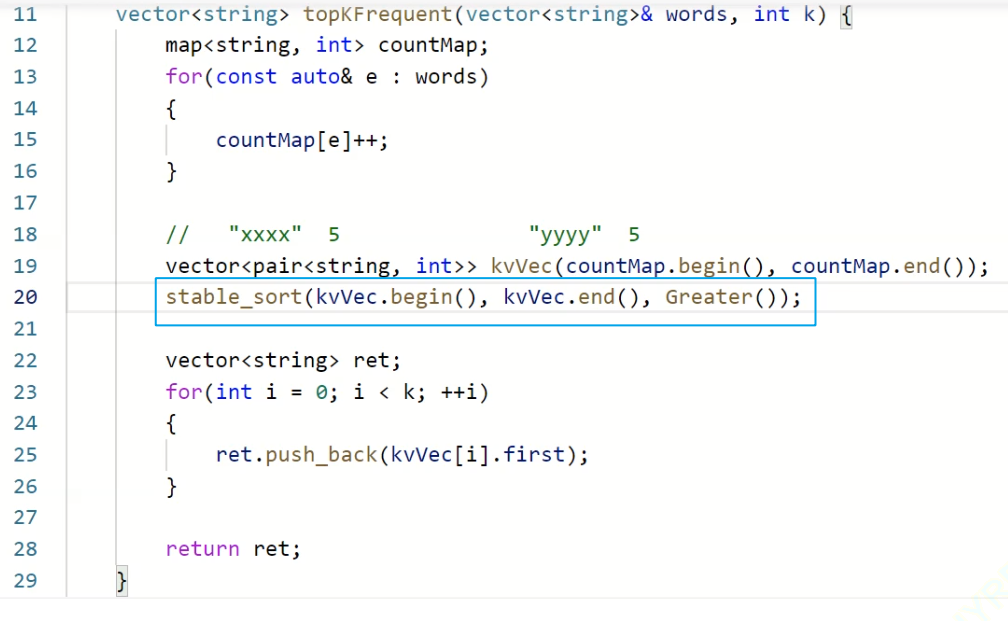 11 vector<string> topKFrequent(vector<string>& words, int k) {
12 map<string, int> countMap;
13 for(const auto& e : words)
14 {
15 countMap[e]++;
16 }
17
18 // "xxxx" 5 "yyyy" 5
19 vector<pair<string, int>> kvVec(countMap.begin(), countMap.end());
20 stable_sort(kvVec.begin(), kvVec.end(), Greater());
21
22 vector<string> ret;
23 for(int i = 0; i < k; ++i)
24 {
25 ret.push_back(kvVec[i].first);
26 }
27
28 return ret;
29 }